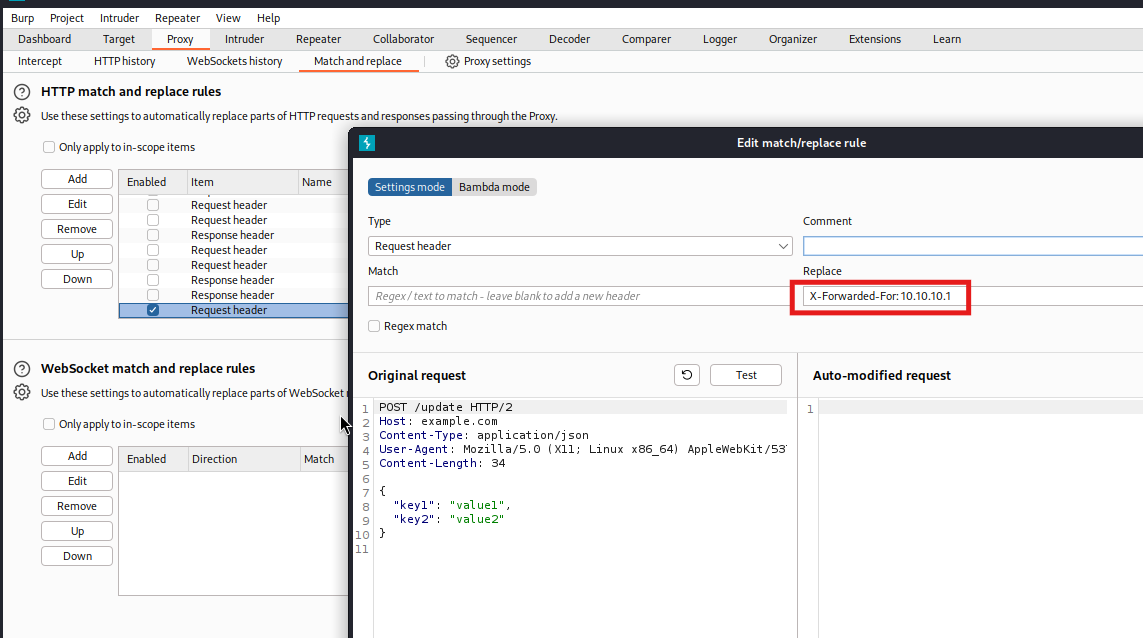 Burp Project Intruder Repeater View Help
Dashboard Target Proxy Intruder Repeater Collaborator Sequencer Decoder Comparer Logger Organizer Extensions Learn
Intercept HTTP history WebSockets history Match and replace Proxy settings
? HTTP match and replace rules
Use these settings to automatically replace parts of HTTP requests and responses passing through the Proxy.
Only apply to in-scope items
Add
Edit
Remove
Up
Down
Enabled Item Name
Request header
Request header
Response header
Request header
Request header
Response header
Response header
Request header
? WebSocket match and replace rules
Use these settings to automatically replace parts of WebSocket
Only apply to in-scope items
Add
Edit
Remove
Up
Down
Enabled Direction Match
Edit match/replace rule
Settings mode Bambda mode
Type Comment
Request header
Match Replace
Regex / text to match - leave blank to add a new header X-Forwarded-For: 10.10.10.1
Regex match
Original request Test Auto-modified request
1 POST /update HTTP/2 1
2 Host: example.com
3 Content-Type: application/json
4 User-Agent: Mozilla/5.0 (X11; Linux x86_64) AppleWebKit/537
5 Content-Length: 34
6
7 {
8 "key1": "value1",
9 "key2": "value2"
10 }
11